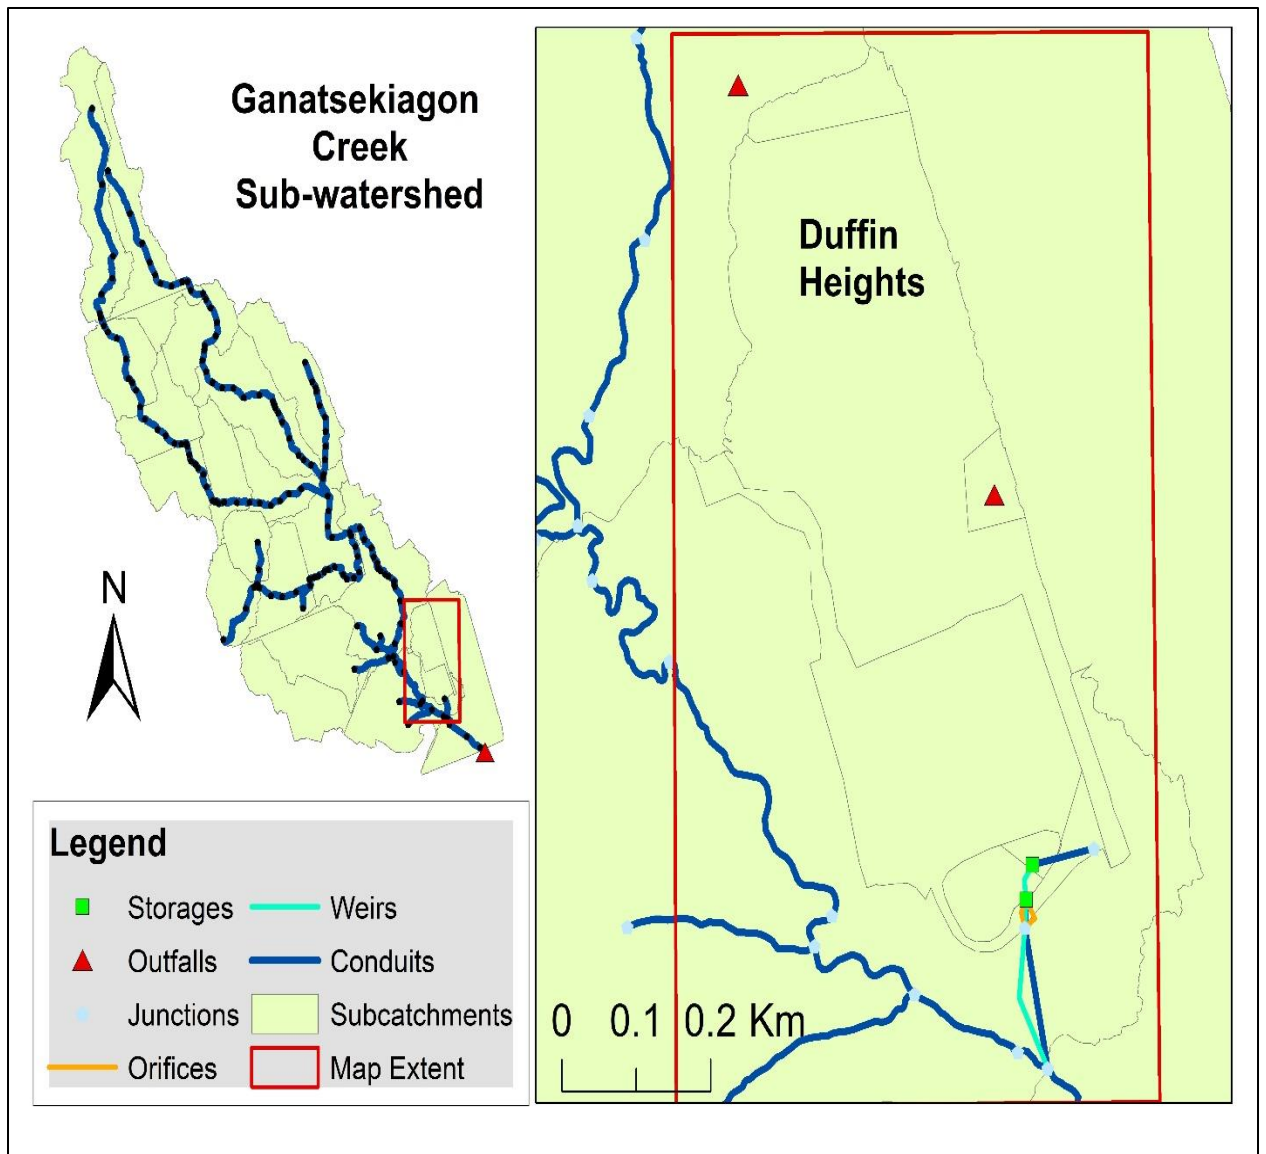 Ganatsekiagon
Creek
Sub-watershed
N
Duffin
Heights
0 0.1 0.2 Km
Legend
Storages Weirs
Outfalls Conduits
Junctions Subcatchments
Orifices Map Extent